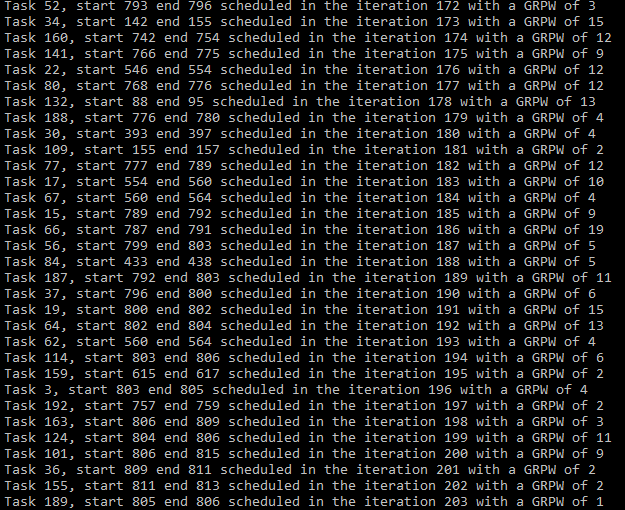 Task 52, start 793 end 796 scheduled in the iteration 172 with a GRPW of 3
Task 34, start 142 end 155 scheduled in the iteration 173 with a GRPW of 15
Task 160, start 742 end 754 scheduled in the iteration 174 with a GRPW of 12
Task 141, start 766 end 775 scheduled in the iteration 175 with a GRPW of 9
Task 22, start 546 end 554 scheduled in the iteration 176 with a GRPW of 12
Task 80, start 768 end 776 scheduled in the iteration 177 with a GRPW of 12
Task 132, start 88 end 95 scheduled in the iteration 178 with a GRPW of 13
Task 188, start 776 end 780 scheduled in the iteration 179 with a GRPW of 4
Task 30, start 393 end 397 scheduled in the iteration 180 with a GRPW of 4
Task 109, start 155 end 157 scheduled in the iteration 181 with a GRPW of 2
Task 77, start 777 end 789 scheduled in the iteration 182 with a GRPW of 12
Task 17, start 554 end 560 scheduled in the iteration 183 with a GRPW of 10
Task 67, start 560 end 564 scheduled in the iteration 184 with a GRPW of 4
Task 15, start 789 end 792 scheduled in the iteration 185 with a GRPW of 9
Task 66, start 787 end 791 scheduled in the iteration 186 with a GRPW of 19
Task 56, start 799 end 803 scheduled in the iteration 187 with a GRPW of 5
Task 84, start 433 end 438 scheduled in the iteration 188 with a GRPW of 5
Task 187, start 792 end 803 scheduled in the iteration 189 with a GRPW of 11
Task 37, start 796 end 800 scheduled in the iteration 190 with a GRPW of 6
Task 19, start 800 end 802 scheduled in the iteration 191 with a GRPW of 15
Task 64, start 802 end 804 scheduled in the iteration 192 with a GRPW of 13
Task 62, start 560 end 564 scheduled in the iteration 193 with a GRPW of 4
Task 114, start 803 end 806 scheduled in the iteration 194 with a GRPW of 6
Task 159, start 615 end 617 scheduled in the iteration 195 with a GRPW of 2
Task 3, start 803 end 805 scheduled in the iteration 196 with a GRPW of 4
Task 192, start 757 end 759 scheduled in the iteration 197 with a GRPW of 2
Task 163, start 806 end 809 scheduled in the iteration 198 with a GRPW of 3
Task 124, start 804 end 806 scheduled in the iteration 199 with a GRPW of 11
Task 101, start 806 end 815 scheduled in the iteration 200 with a GRPW of 9
Task 36, start 809 end 811 scheduled in the iteration 201 with a GRPW of 2
Task 155, start 811 end 813 scheduled in the iteration 202 with a GRPW of 2
Task 189, start 805 end 806 scheduled in the iteration 203 with a GRPW of 1